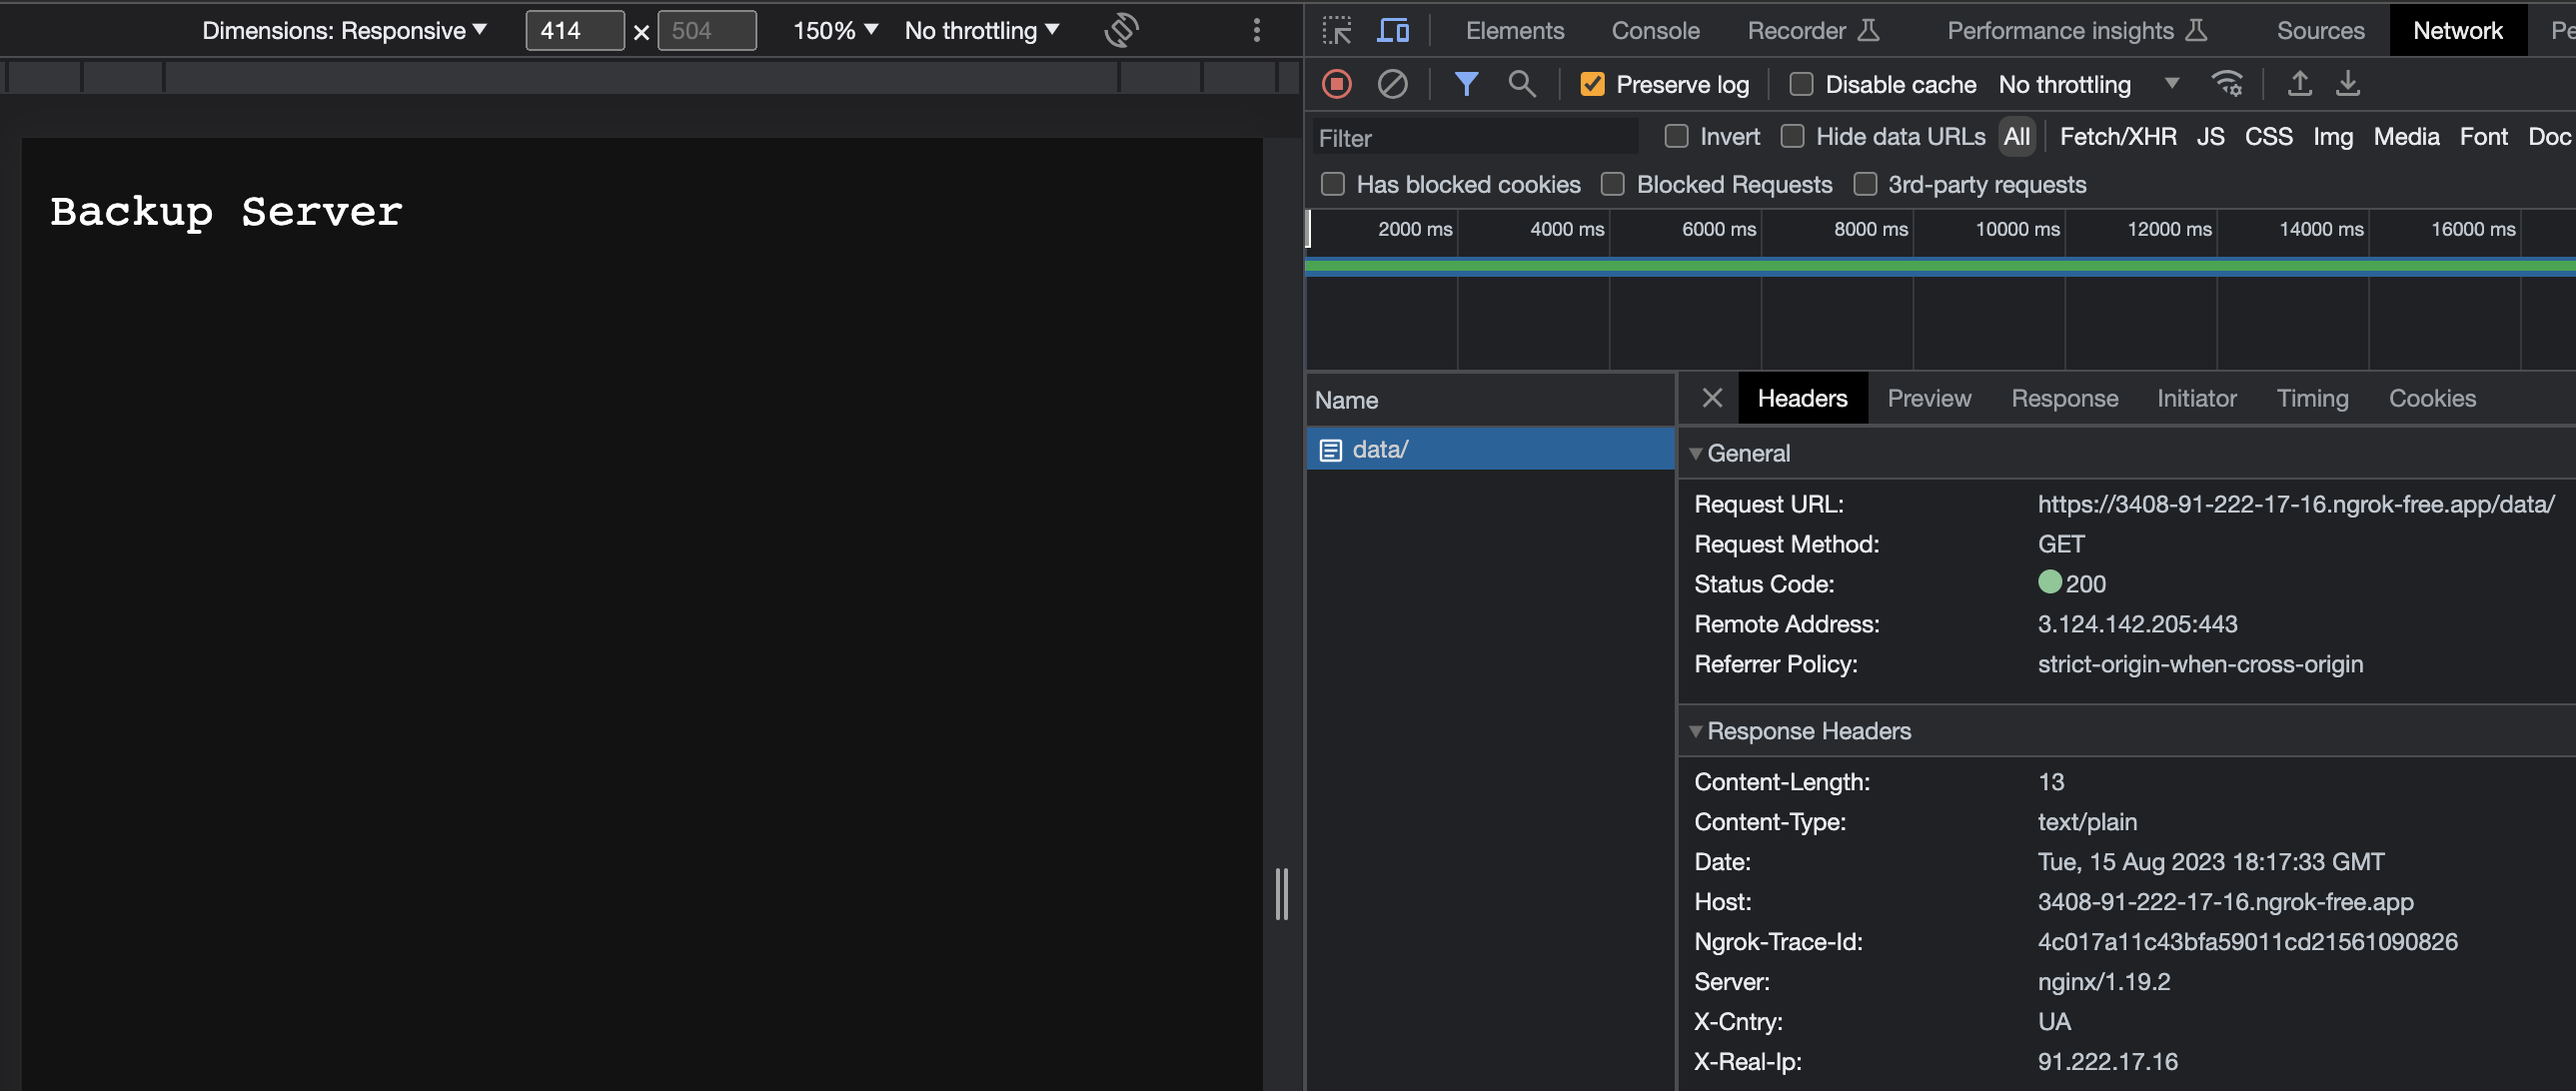 Dimensions: Responsive 414 × 504 150% No throttling
Backup Server
Elements Console Recorder Performance insights Sources Network Pe
Preserve log Disable cache No throttling
Filter Invert Hide data URLs All Fetch/XHR JS CSS Img Media Font Doc
Has blocked cookies Blocked Requests 3rd-party requests
2000 ms 4000 ms 6000 ms 8000 ms 10000 ms 12000 ms 14000 ms 16000 ms
Name
data/
Headers Preview Response Initiator Timing Cookies
General
Request URL: https://3408-91-222-17-16.ngrok-free.app/data/
Request Method: GET
Status Code: 200
Remote Address: 3.124.142.205:443
Referrer Policy: strict-origin-when-cross-origin
Response Headers
Content-Length: 13
Content-Type: text/plain
Date: Tue, 15 Aug 2023 18:17:33 GMT
Host: 3408-91-222-17-16.ngrok-free.app
Ngrok-Trace-Id: 4c017a11c43bfa59011cd21561090826
Server: nginx/1.19.2
X-Cntry: UA
X-Real-Ip: 91.222.17.16